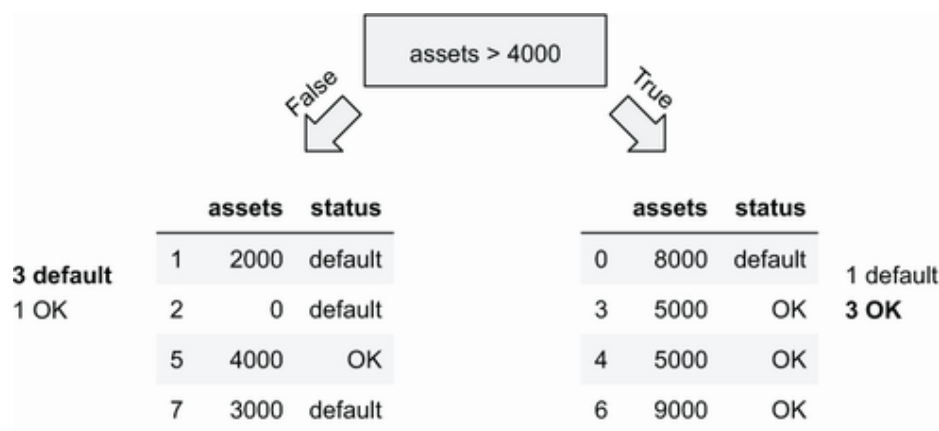 assets > 4000
False
True
assets status
1 2000 default
2 0 default
5 4000 OK
7 3000 default
3 default
1 OK
assets status
0 8000 default
3 5000 OK
4 5000 OK
6 9000 OK
1 default
3 OK